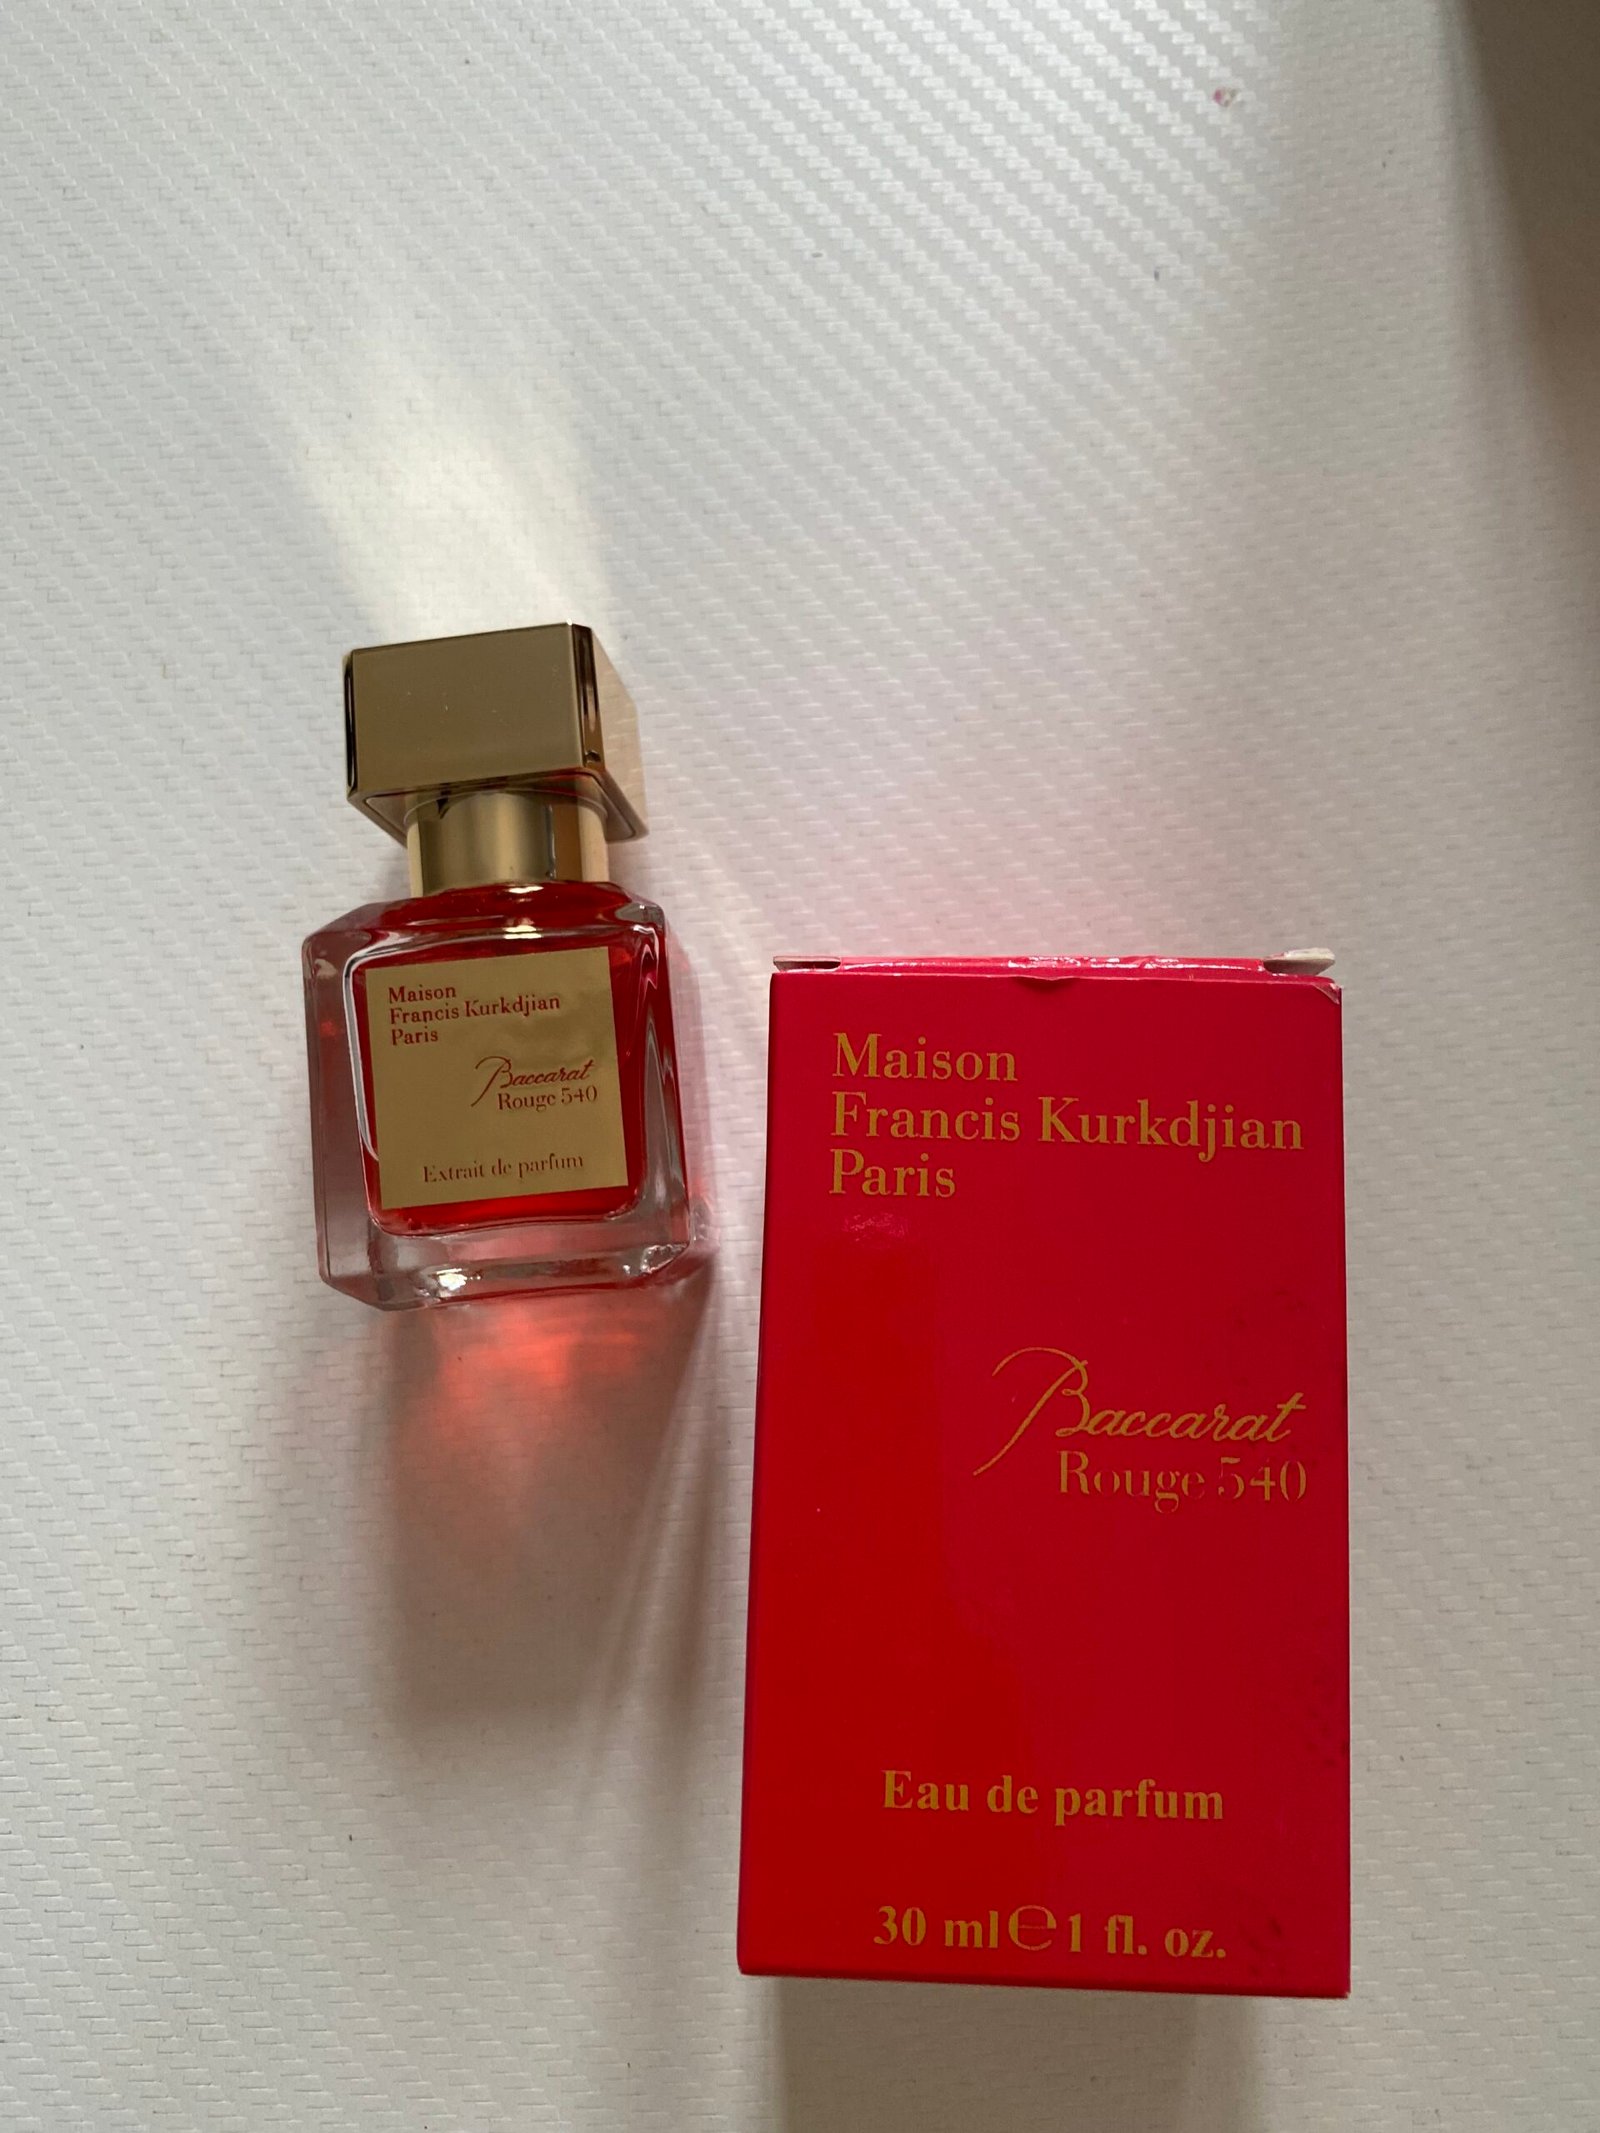 Maison
Francis Kurkdjian
Paris
Baccarat
Rouge 540
Extrait de parfum
Maison
Francis Kurkdjian
Paris
Baccarat
Rouge 540
Eau de parfum
30 ml ℮ 1 fl. oz.